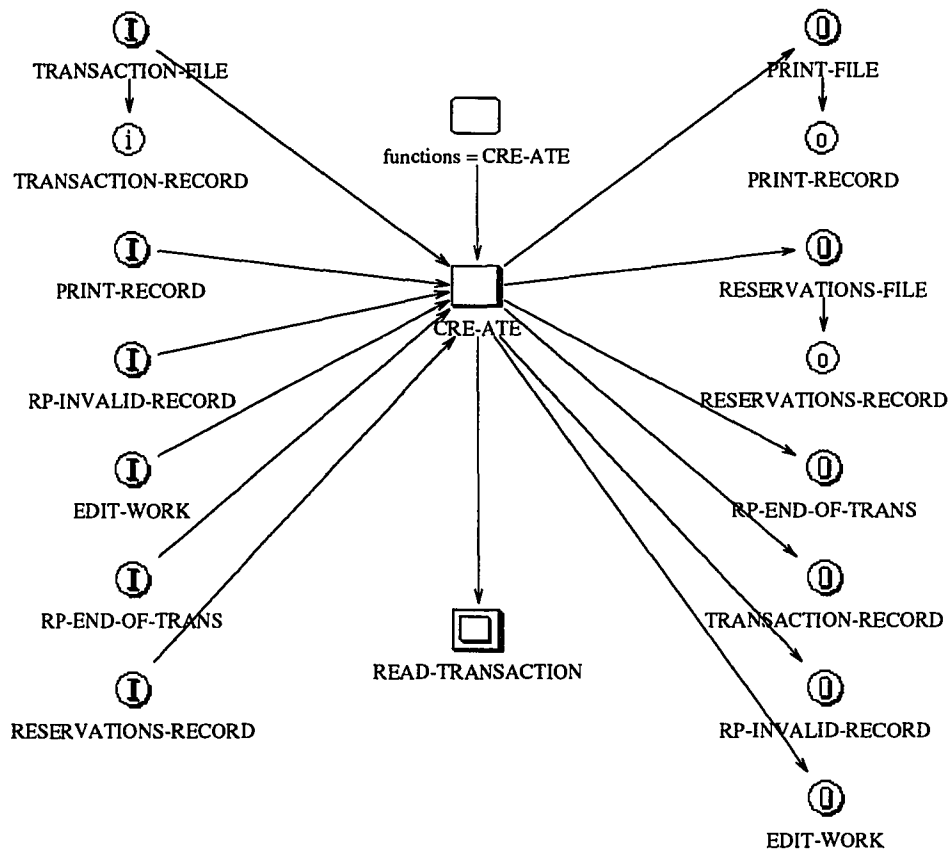 I
TRANSACTION-FILE
i
TRANSACTION-RECORD
I
PRINT-RECORD
I
RP-INVALID-RECORD
I
EDIT-WORK
I
RP-END-OF-TRANS
I
RESERVATIONS-RECORD
functions = CRE-ATE
CRE-ATE
READ-TRANSACTION
O
PRINT-FILE
o
PRINT-RECORD
O
RESERVATIONS-FILE
o
RESERVATIONS-RECORD
O
RP-END-OF-TRANS
O
TRANSACTION-RECORD
O
RP-INVALID-RECORD
O
EDIT-WORK